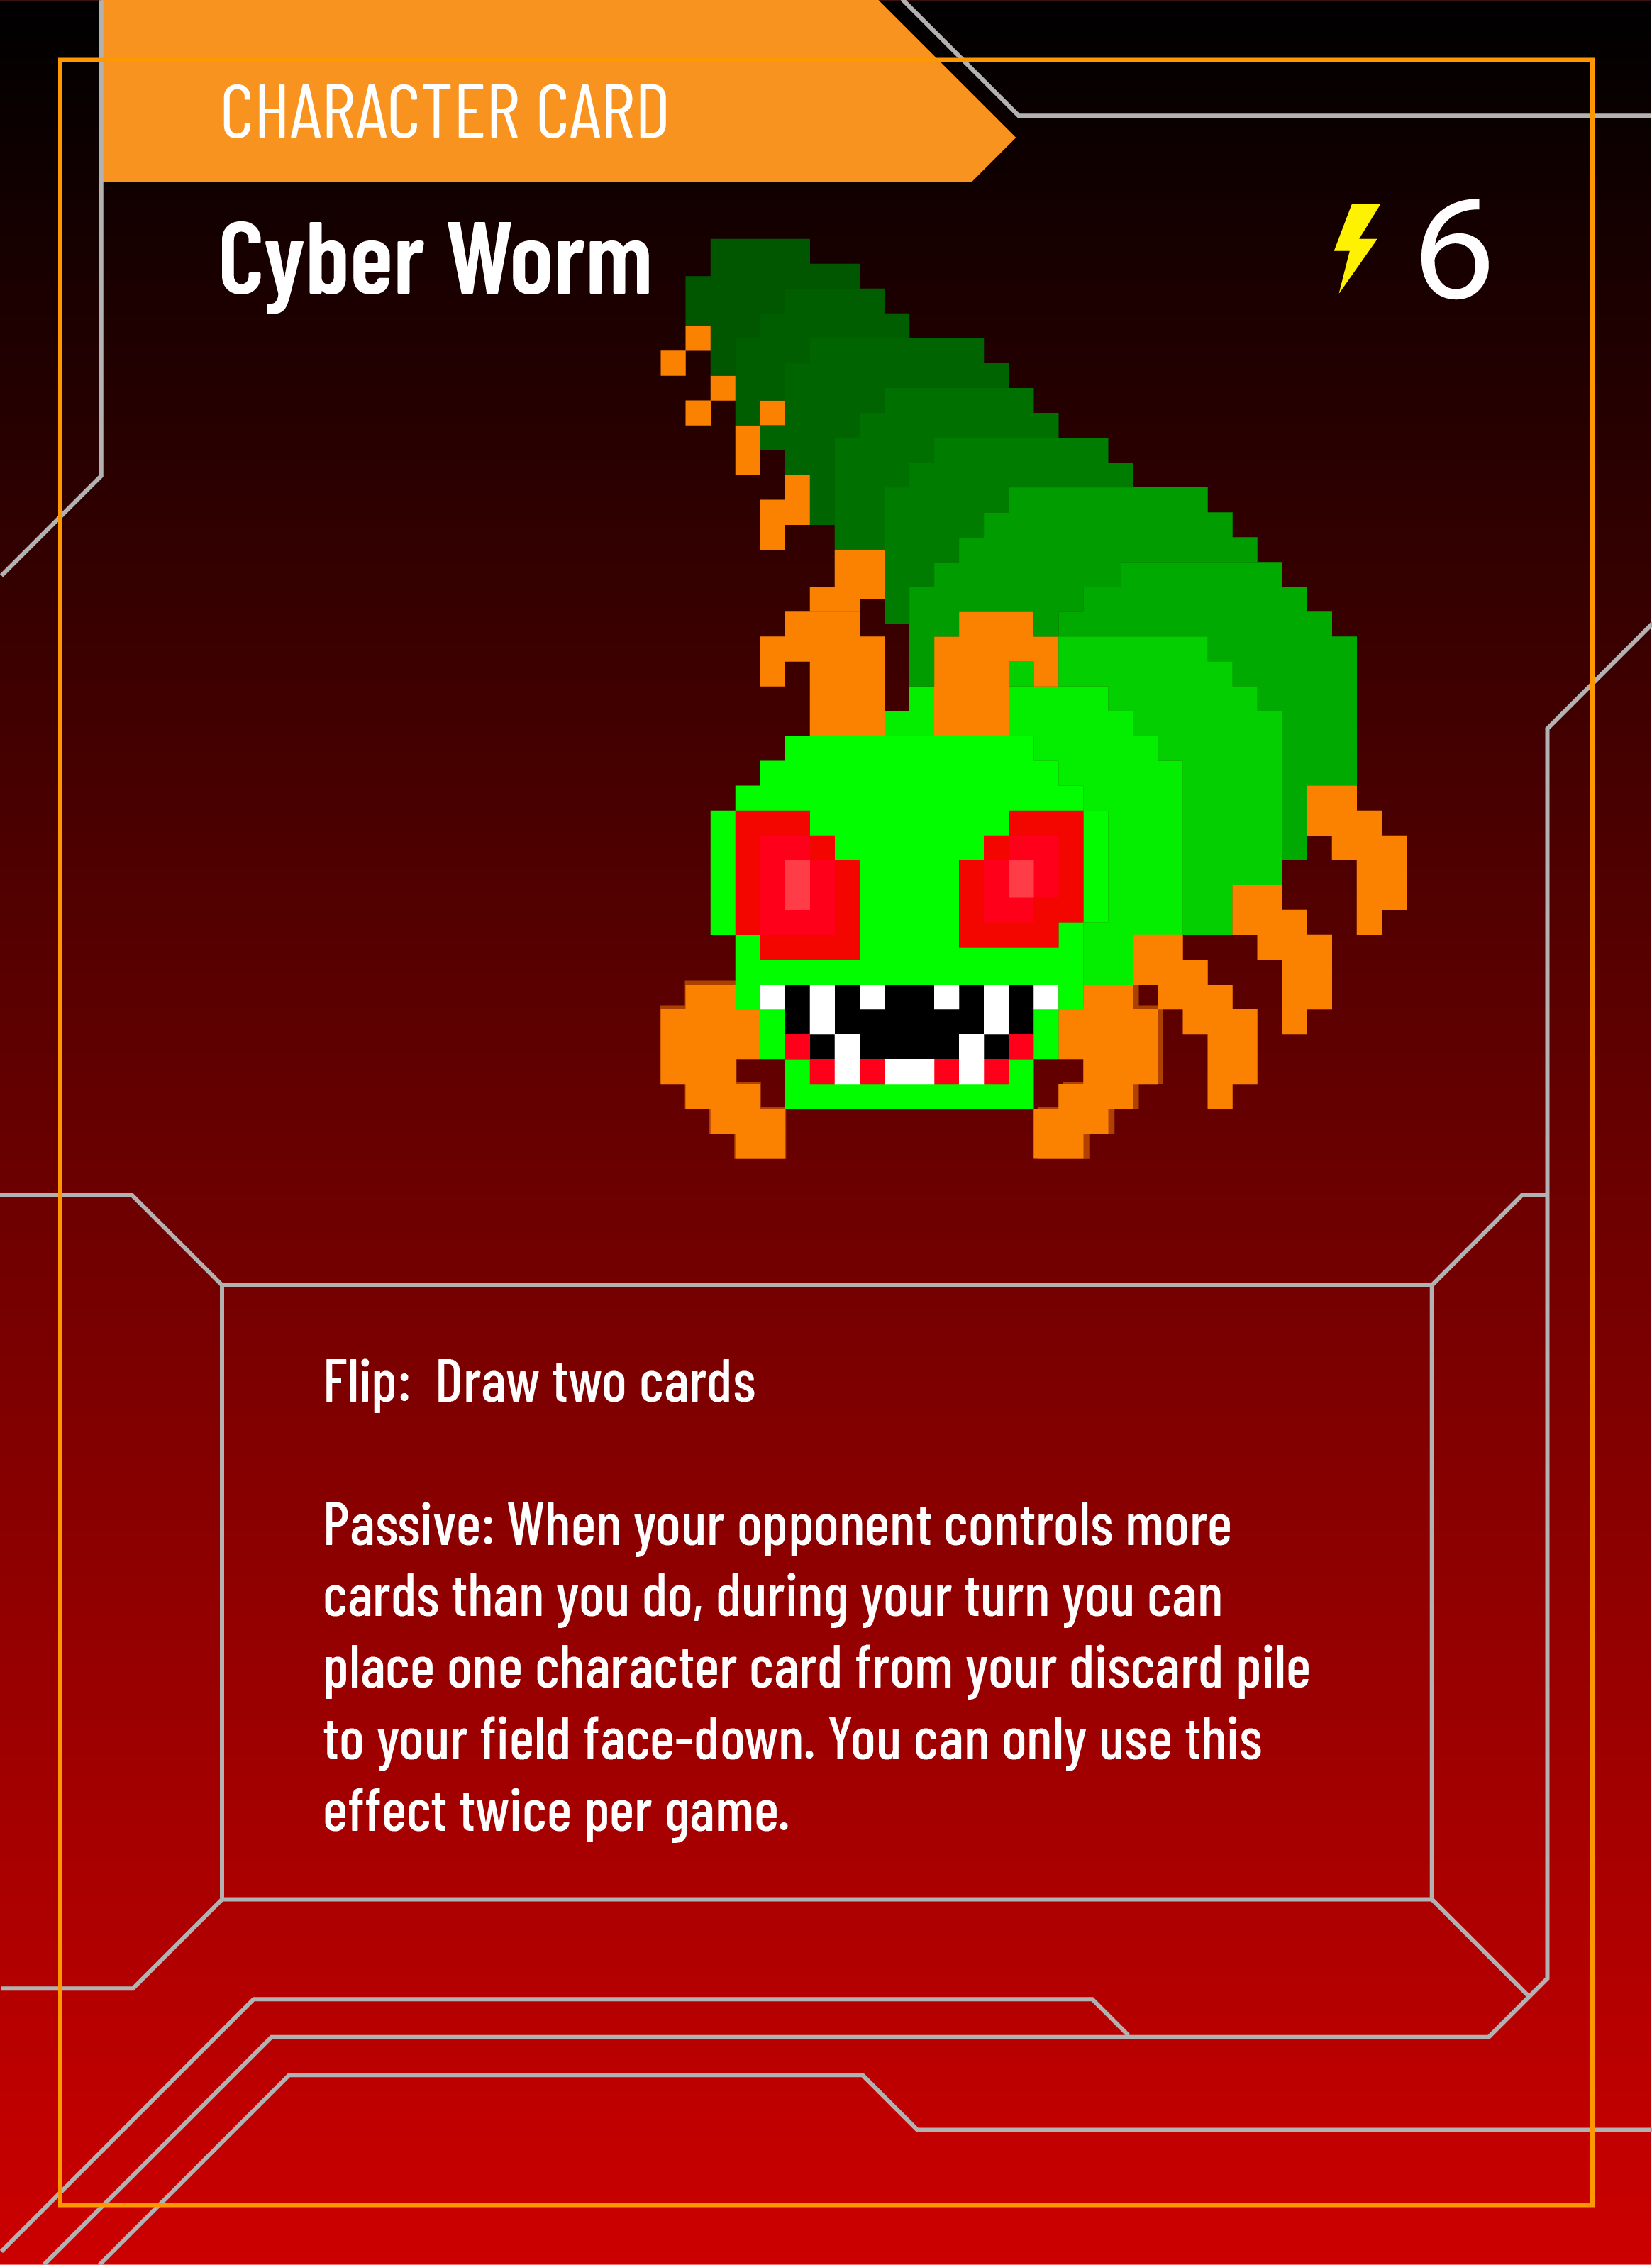 CHARACTER CARD
Cyber Worm
6
Flip:  Draw two cards
Passive: When your opponent controls more
cards than you do, during your turn you can
place one character card from your discard pile
to your field face-down. You can only use this
effect twice per game.